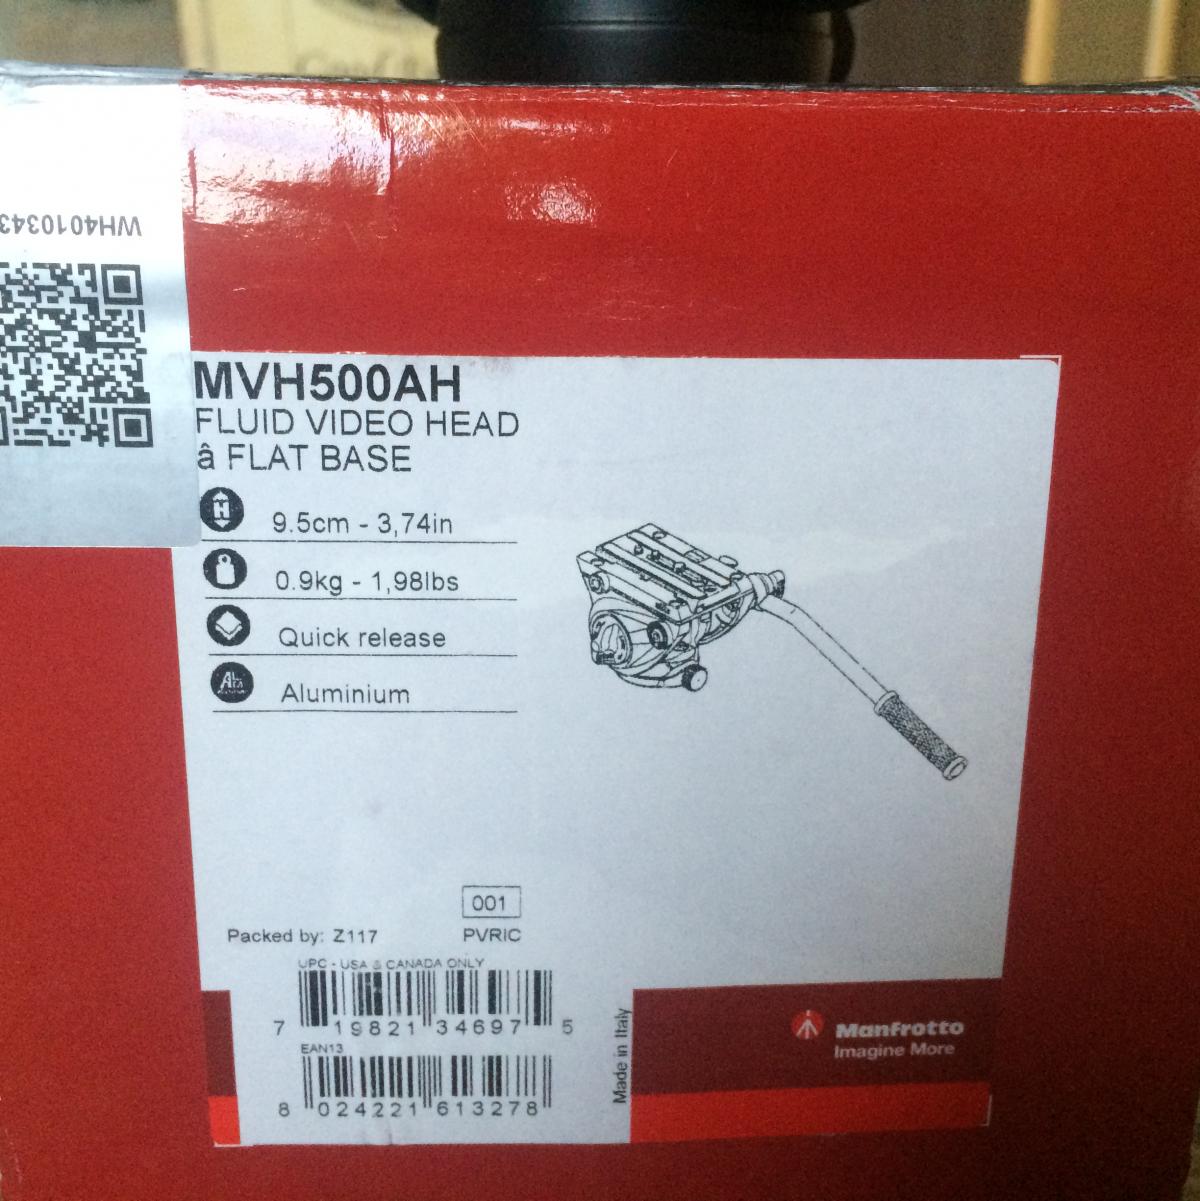 WH4010343
MVH500AH
FLUID VIDEO HEAD
â FLAT BASE
H
9.5cm - 3,74in
0.9kg - 1,98lbs
Quick release
Aluminium
001
Packed by: Z117
PVRIC
UPC - USA & CANADA ONLY
7 19821 34697 5
EAN13
8 024221 613278
Made in Italy
Manfrotto
Imagine More